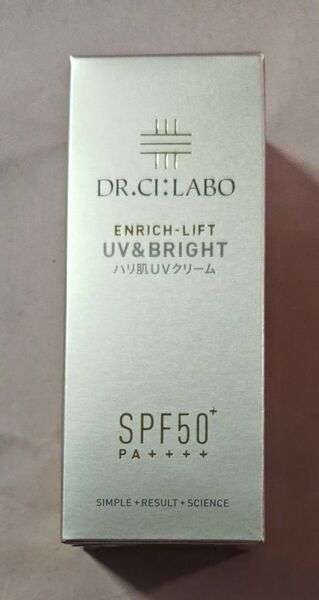 DR.CI:LABO
ENRICH-LIFT
UV&BRIGHT
ハリ肌UVクリーム
SPF50+
PA++++
SIMPLE+RESULT+SCIENCE